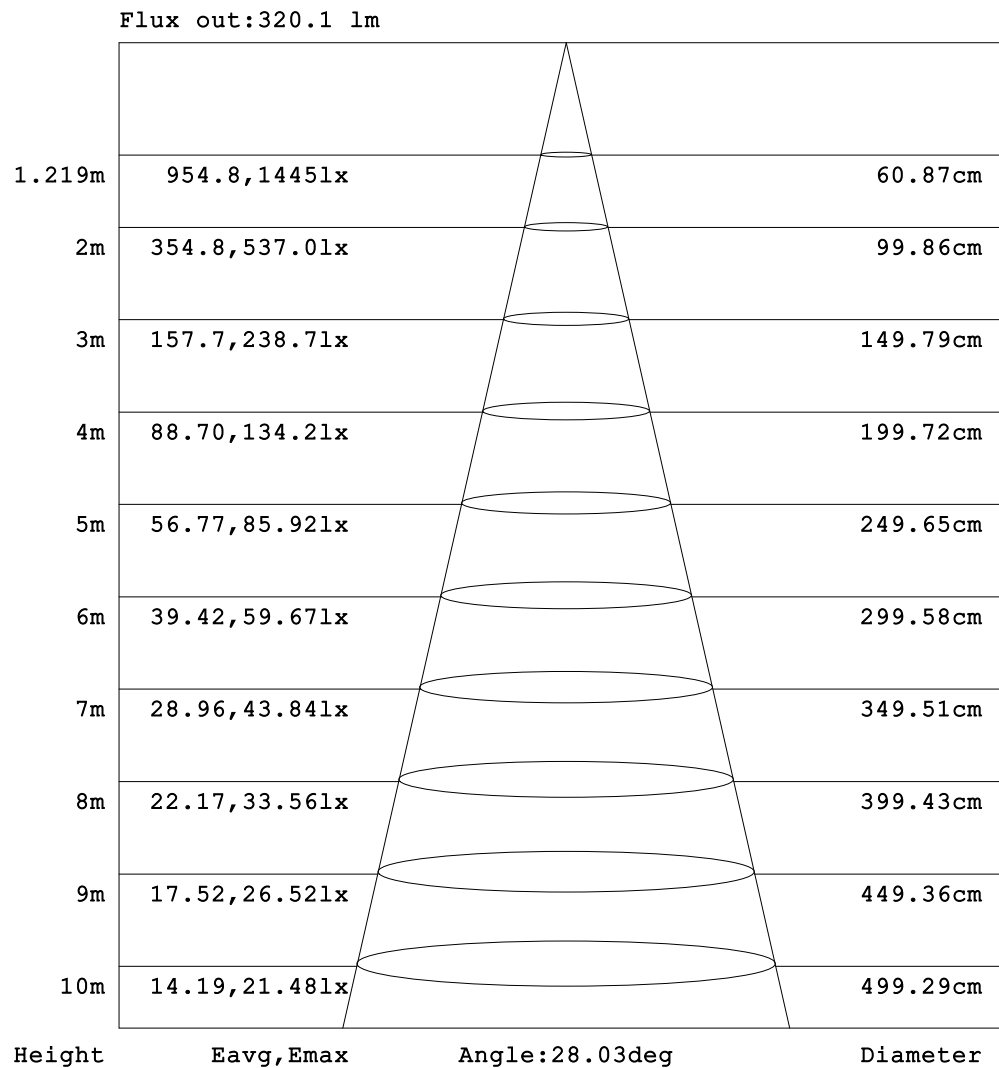 Flux out:320.1 lm
1.219m 954.8,1445lx 60.87cm
2m 354.8,537.0lx 99.86cm
3m 157.7,238.7lx 149.79cm
4m 88.70,134.2lx 199.72cm
5m 56.77,85.92lx 249.65cm
6m 39.42,59.67lx 299.58cm
7m 28.96,43.84lx 349.51cm
8m 22.17,33.56lx 399.43cm
9m 17.52,26.52lx 449.36cm
10m 14.19,21.48lx 499.29cm
Height Eavg,Emax Angle:28.03deg Diameter